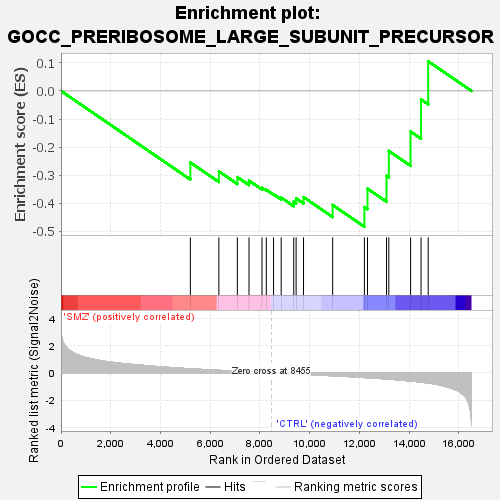 Enrichment plot:
GOCC_PRERIBOSOME_LARGE_SUBUNIT_PRECURSOR
Enrichment score (ES)
0.1
0.0
-0.1
-0.2
-0.3
-0.4
-0.5
'SMZ' (positively correlated)
Ranked list metric (Signal2Noise)
4
2
0
-2
-4
Zero cross at 8455
'CTRL' (negatively correlated)
0 2,000 4,000 6,000 8,000 10,000 12,000 14,000 16,000
Rank in Ordered Dataset
Enrichment profile Hits Ranking metric scores